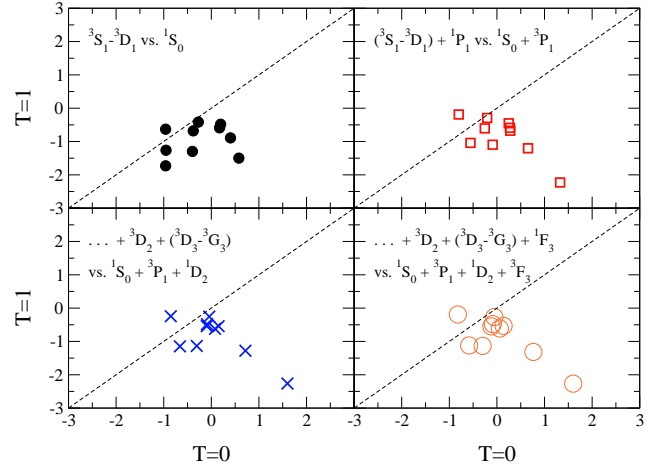 ³S₁-³D₁ vs. ¹S₀
(³S₁-³D₁) + ¹P₁ vs. ¹S₀ + ³P₁
3
2
1
0
-1
-2
-3
T=1
. . . + ³D₂ + (³D₃-³G₃)
vs. ¹S₀ + ³P₁ + ¹D₂
. . . + ³D₂ + (³D₃-³G₃) + ¹F₃
vs. ¹S₀ + ³P₁ + ¹D₂ + ³F₃
2
1
0
-1
-2
-3
T=1
-3 -2 -1 0 1 2 3 -2 -1 0 1 2 3
T=0 T=0